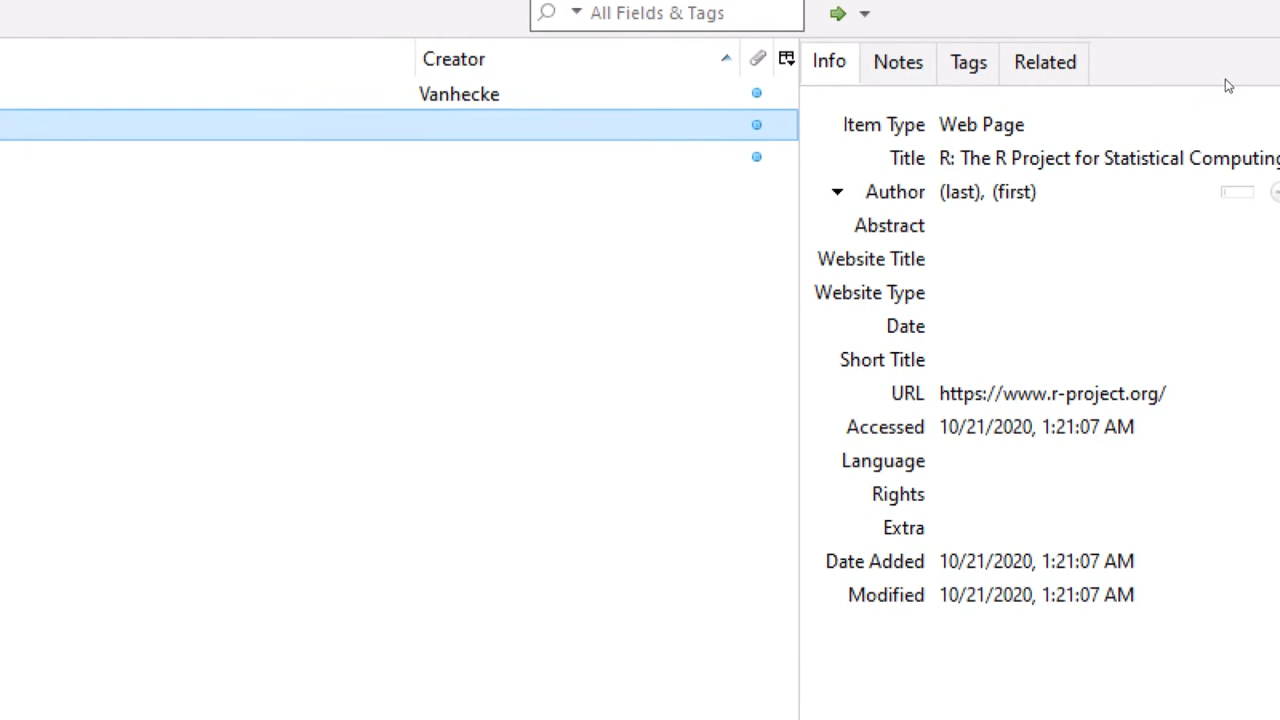 All Fields & Tags
Creator
Vanhecke
Info Notes Tags Related
Item Type Web Page
Title R: The R Project for Statistical Computing
Author (last), (first)
Abstract
Website Title
Website Type
Date
Short Title
URL https://www.r-project.org/
Accessed 10/21/2020, 1:21:07 AM
Language
Rights
Extra
Date Added 10/21/2020, 1:21:07 AM
Modified 10/21/2020, 1:21:07 AM